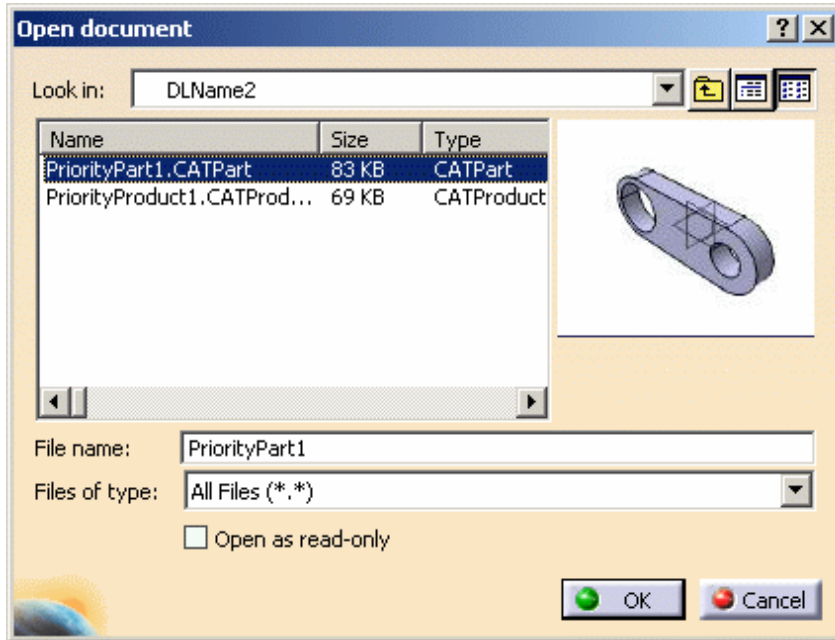 Open document
Look in: DLName2
Name Size Type
PriorityPart1.CATPart 83 KB CATPart
PriorityProduct1.CATProd... 69 KB CATProduct
File name: PriorityPart1
Files of type: All Files (*.*)
Open as read-only
OK Cancel